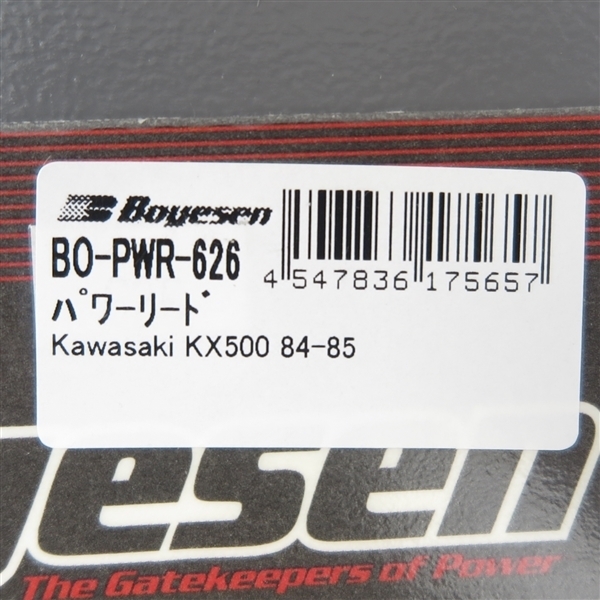 Boyesen
BO-PWR-626
4 547836 175657
パワーリード
Kawasaki KX500 84-85
yesen
The Gatekeepers of Power